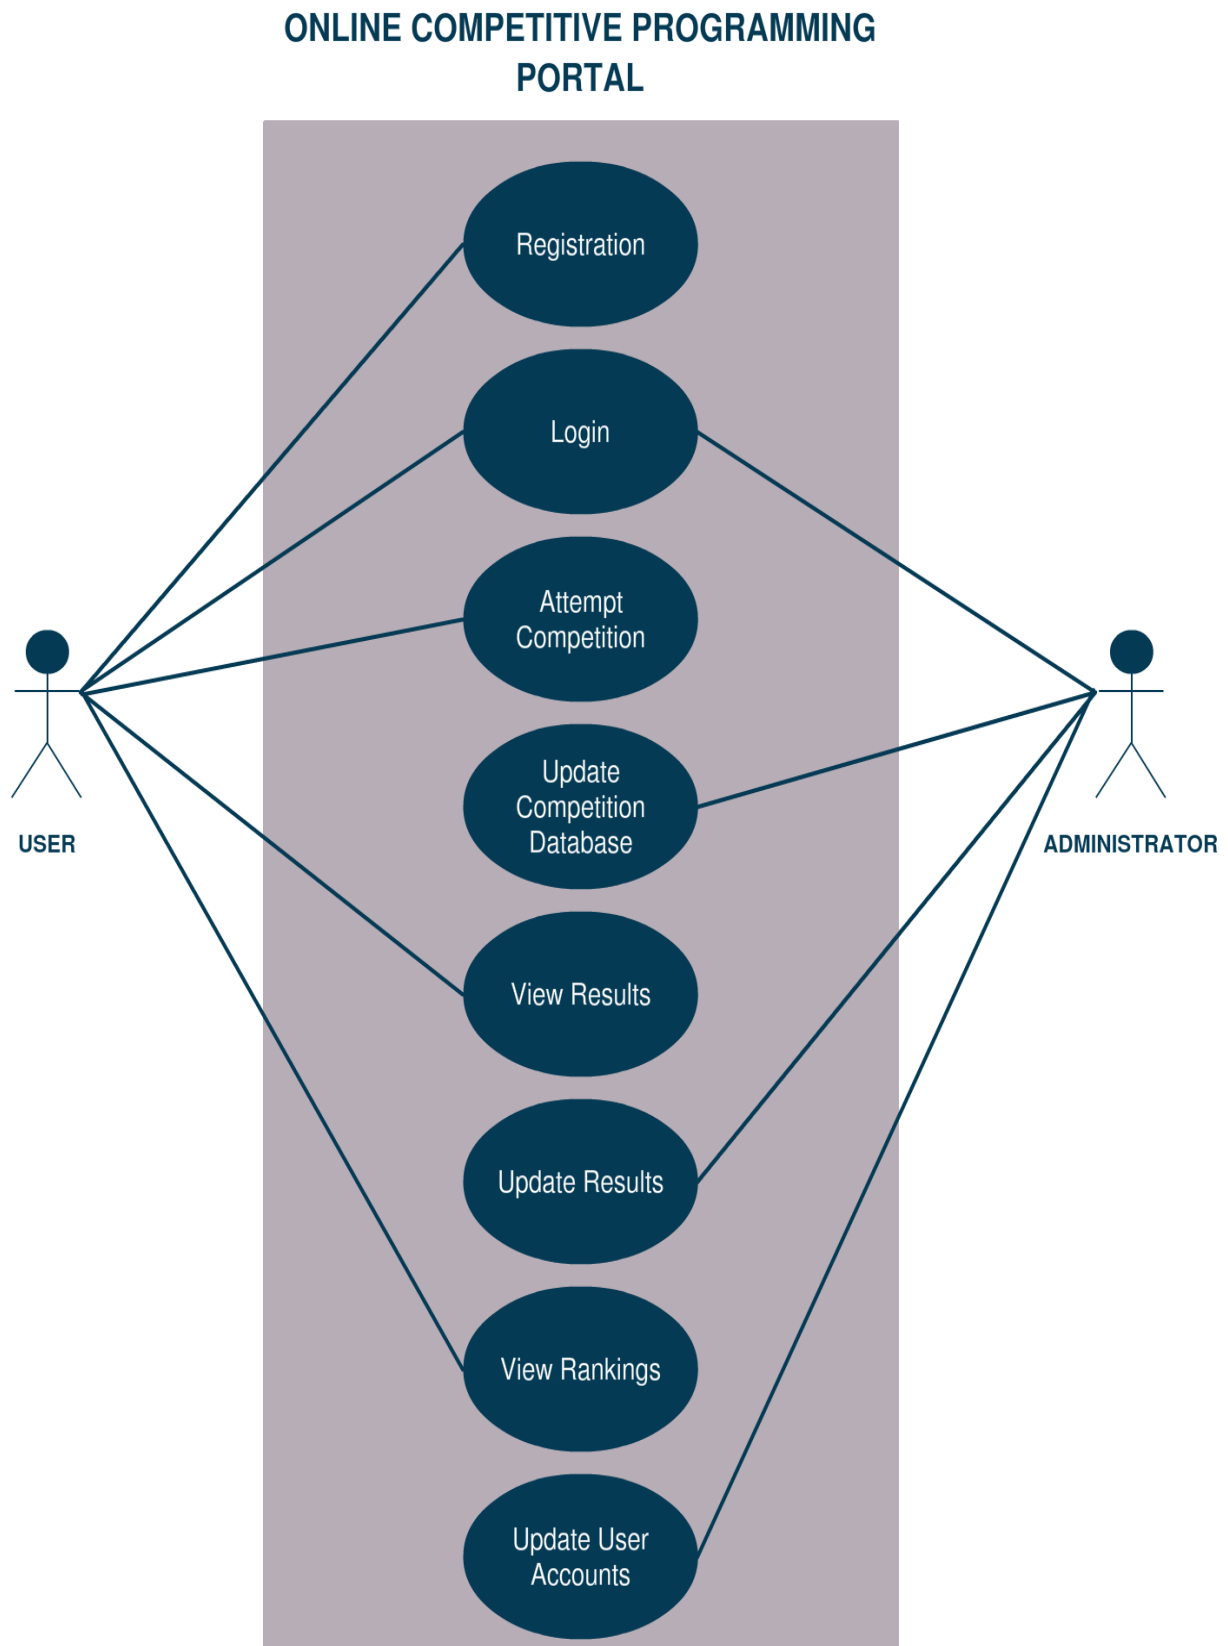 ONLINE COMPETITIVE PROGRAMMING
PORTAL
Registration
Login
Attempt
Competition
Update
Competition
Database
USER
ADMINISTRATOR
View Results
Update Results
View Rankings
Update User
Accounts